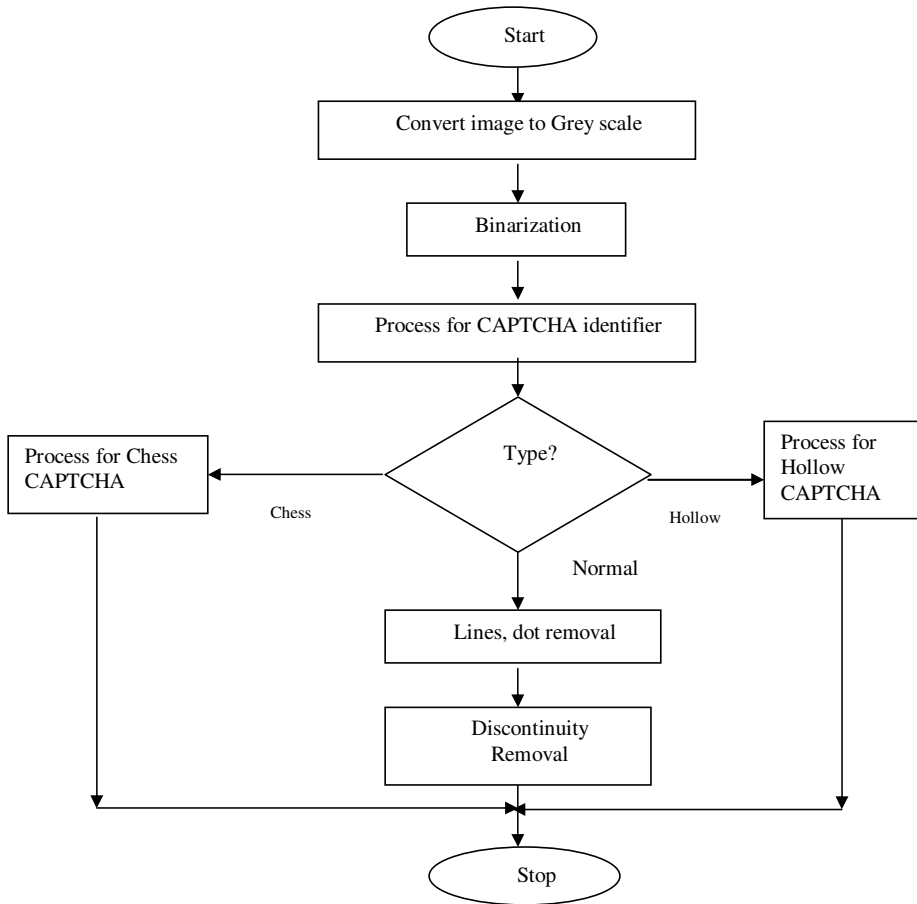 Start
Convert image to Grey scale
Binarization
Process for CAPTCHA identifier
Type?
Process for Chess
CAPTCHA
Process for
Hollow
CAPTCHA
Chess
Hollow
Normal
Lines, dot removal
Discontinuity
Removal
Stop